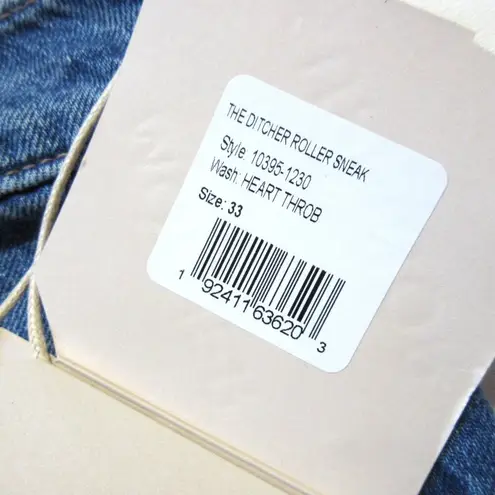 THE DITCHER ROLLER SNEAK
Style: 10395-1230
Wash: HEART THROB
Size: 33
1 92411 63620 3